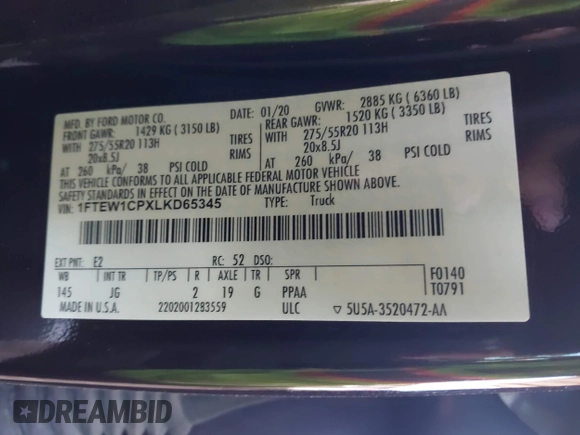 MFD. BY FORD MOTOR CO. DATE: 01/20 GVWR: 2885 KG ( 6360 LB)
FRONT GAWR: 1429 KG ( 3150 LB) REAR GAWR: 1520 KG ( 3350 LB)
WITH 275/55R20 113H TIRES WITH 275/55R20 113H TIRES
20x8.5J RIMS 20x8.5J RIMS
AT 260 kPa/ 38 PSI COLD AT 260 kPa/ 38 PSI COLD
THIS VEHICLE CONFORMS TO ALL APPLICABLE FEDERAL MOTOR VEHICLE
SAFETY STANDARDS IN EFFECT ON THE DATE OF MANUFACTURE SHOWN ABOVE.
VIN: 1FTEW1CPXLKD65345 TYPE: Truck
EXT PNT: E2 RC: 52 DSO:
WB INT TR TP/PS R AXLE TR SPR F0140
145 JG 2 19 G PPAA T0791
MADE IN U.S.A. 2202001283559 ULC ▽ 5U5A-3520472-AA
DREAMBID